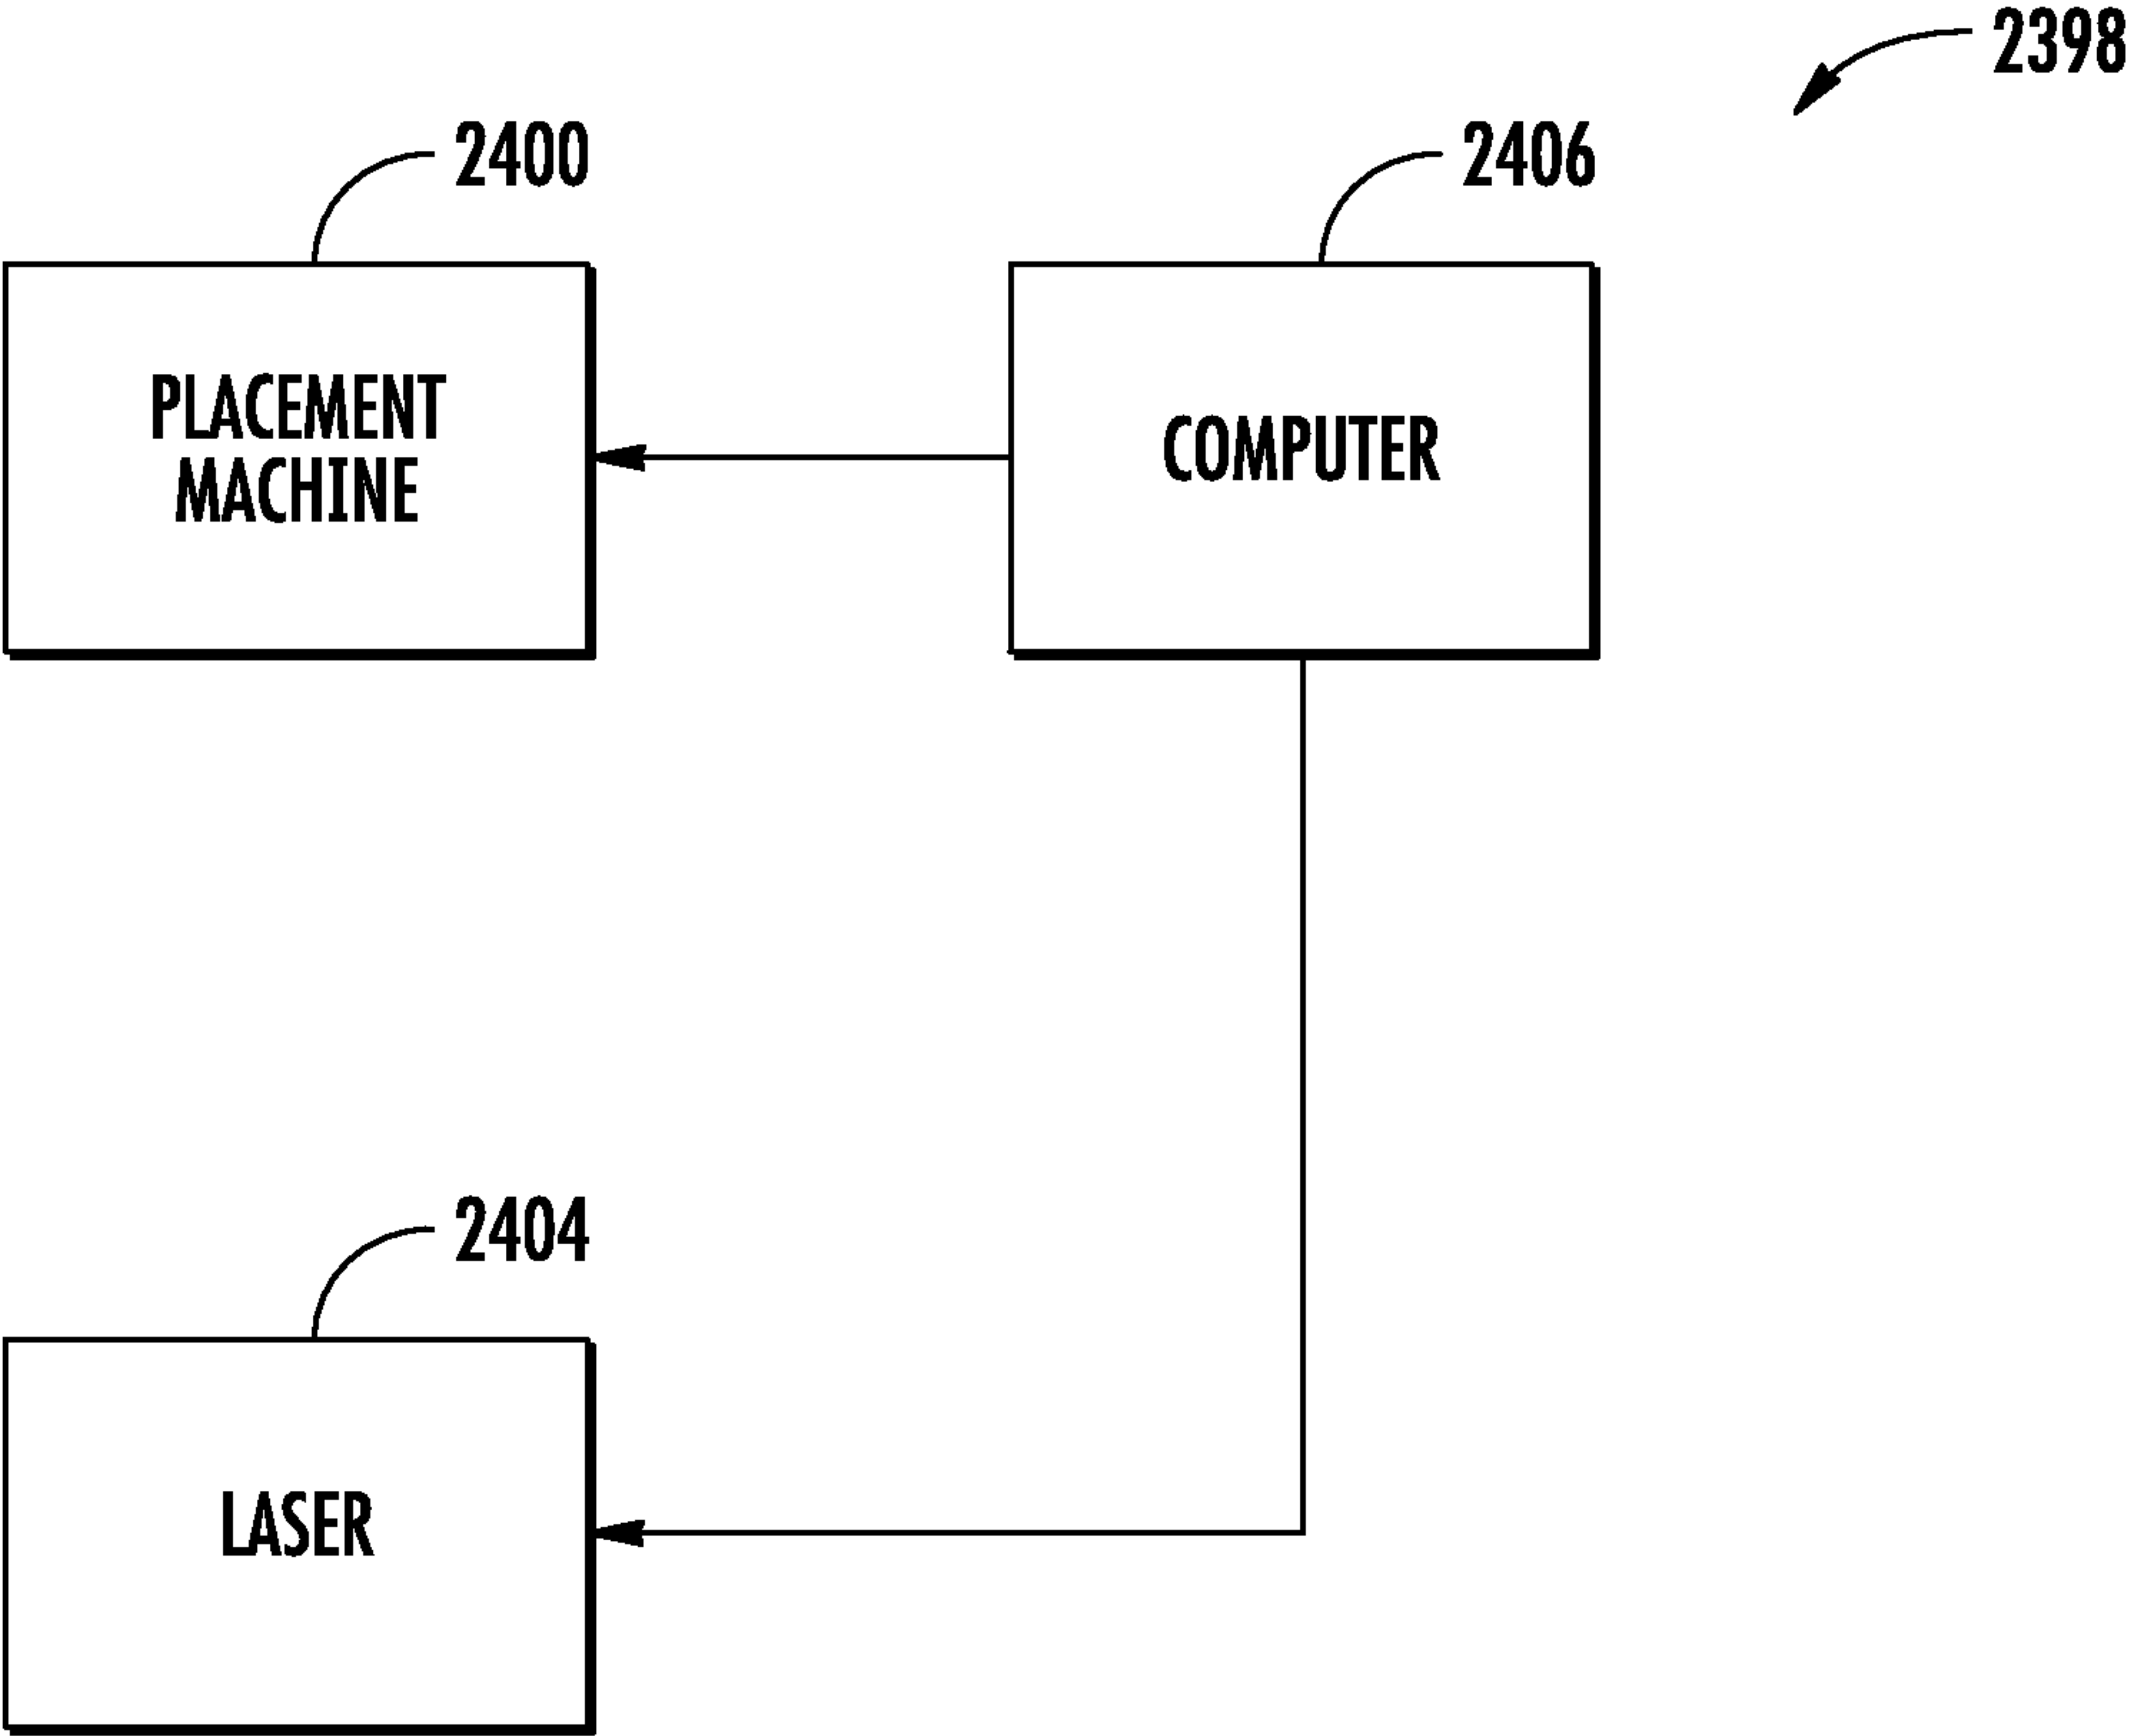 2398
2400
2406
PLACEMENT
MACHINE
COMPUTER
2404
LASER